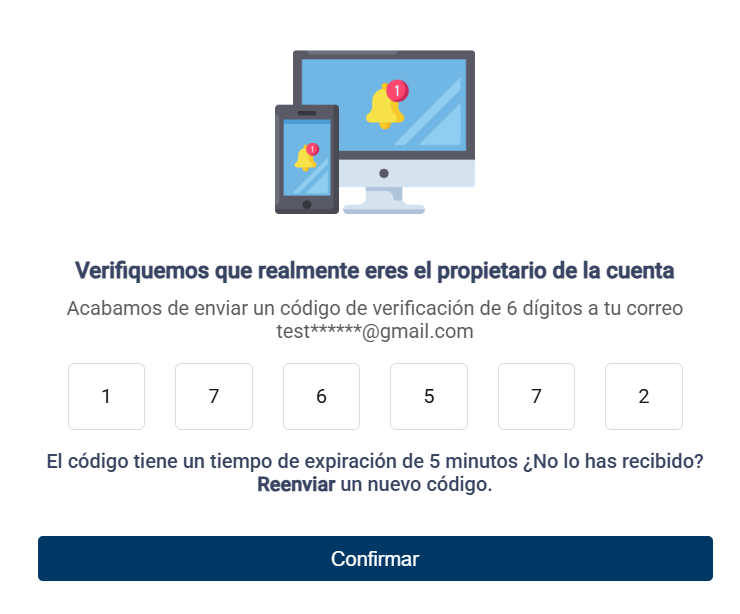 1
1
Verifiquemos que realmente eres el propietario de la cuenta
Acabamos de enviar un código de verificación de 6 dígitos a tu correo
test******@gmail.com
1 7 6 5 7 2
El código tiene un tiempo de expiración de 5 minutos ¿No lo has recibido?
Reenviar un nuevo código.
Confirmar